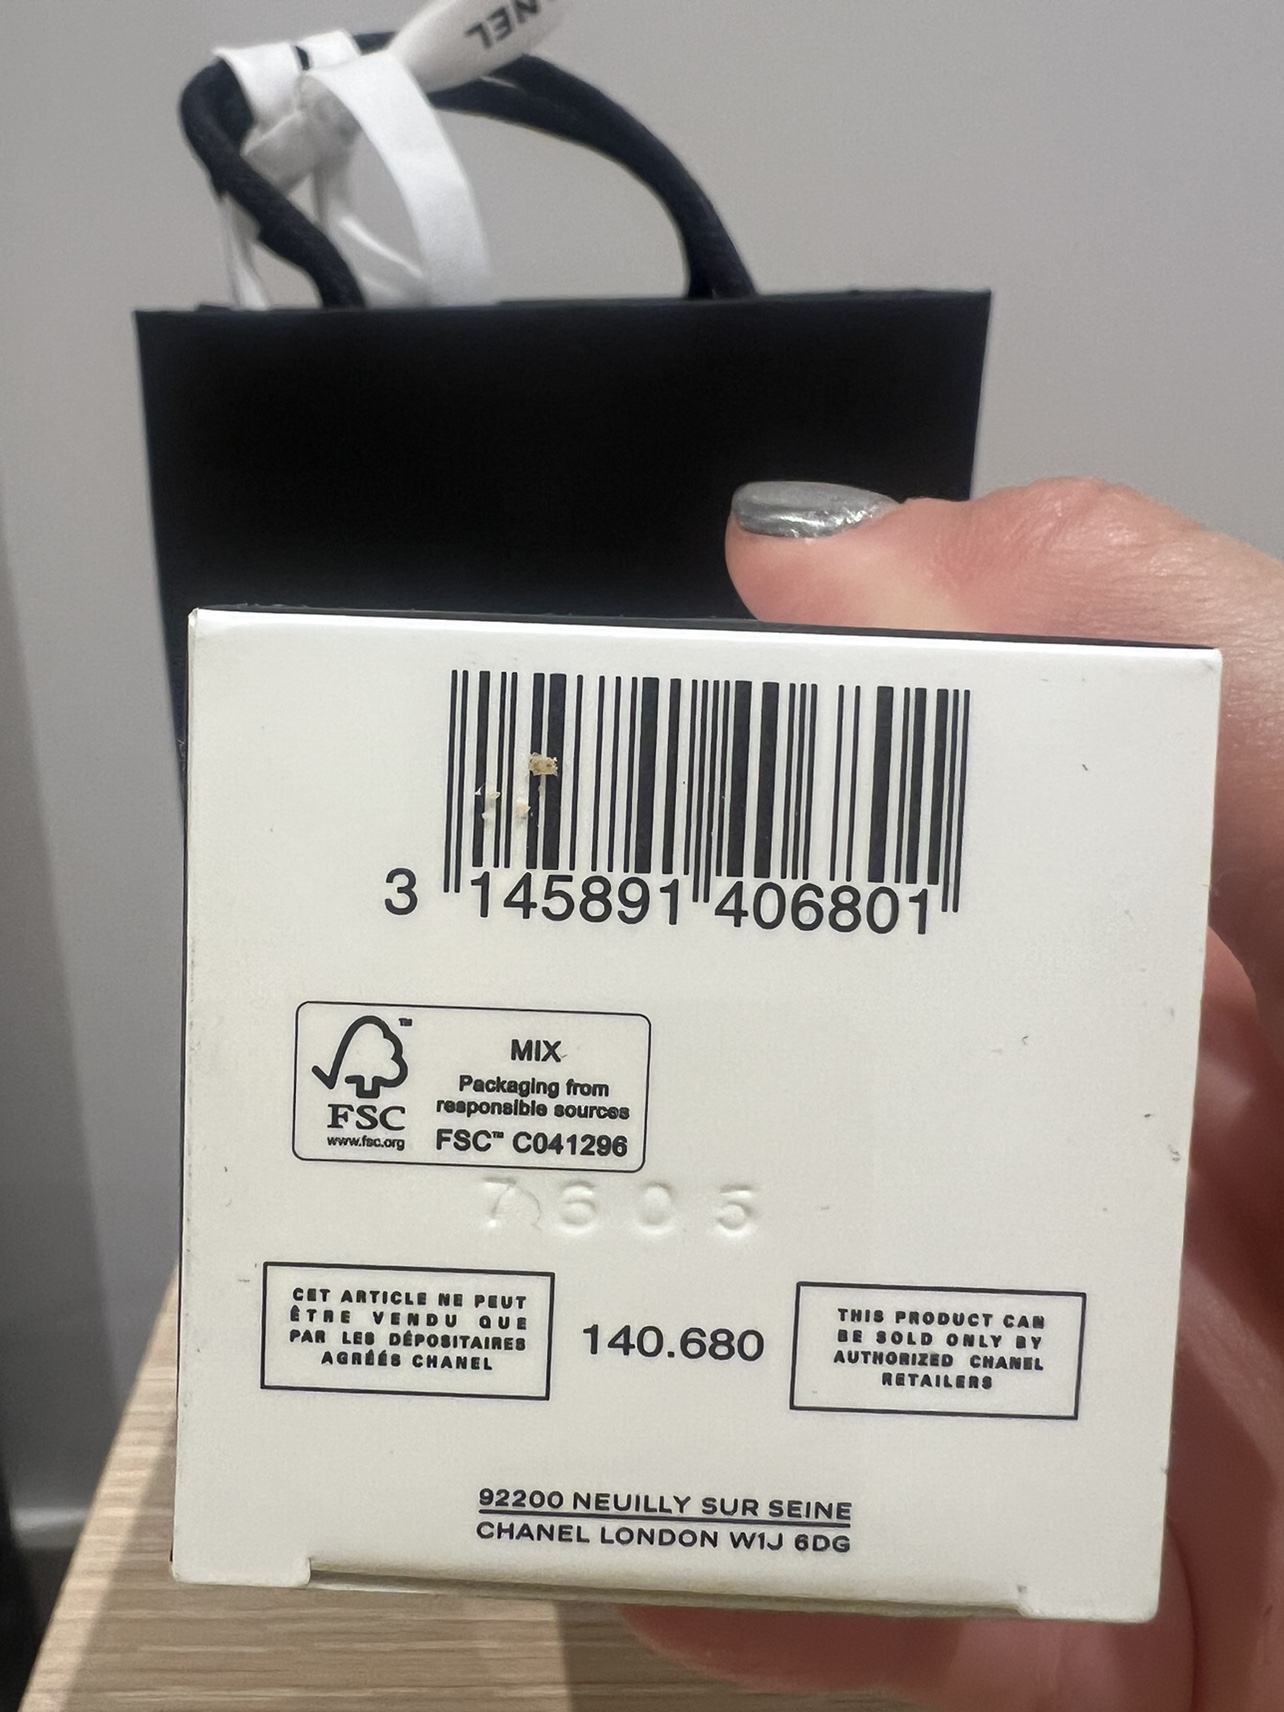 NEL
3 145891 406801
FSC
www.fsc.org
MIX
Packaging from
responsible sources
FSC™ C041296
7605
CET ARTICLE NE PEUT
ÊTRE VENDU QUE
PAR LES DÉPOSITAIRES
AGRÉÉS CHANEL
140.680
THIS PRODUCT CAN
BE SOLD ONLY BY
AUTHORIZED CHANEL
RETAILERS
92200 NEUILLY SUR SEINE
CHANEL LONDON W1J 6DG